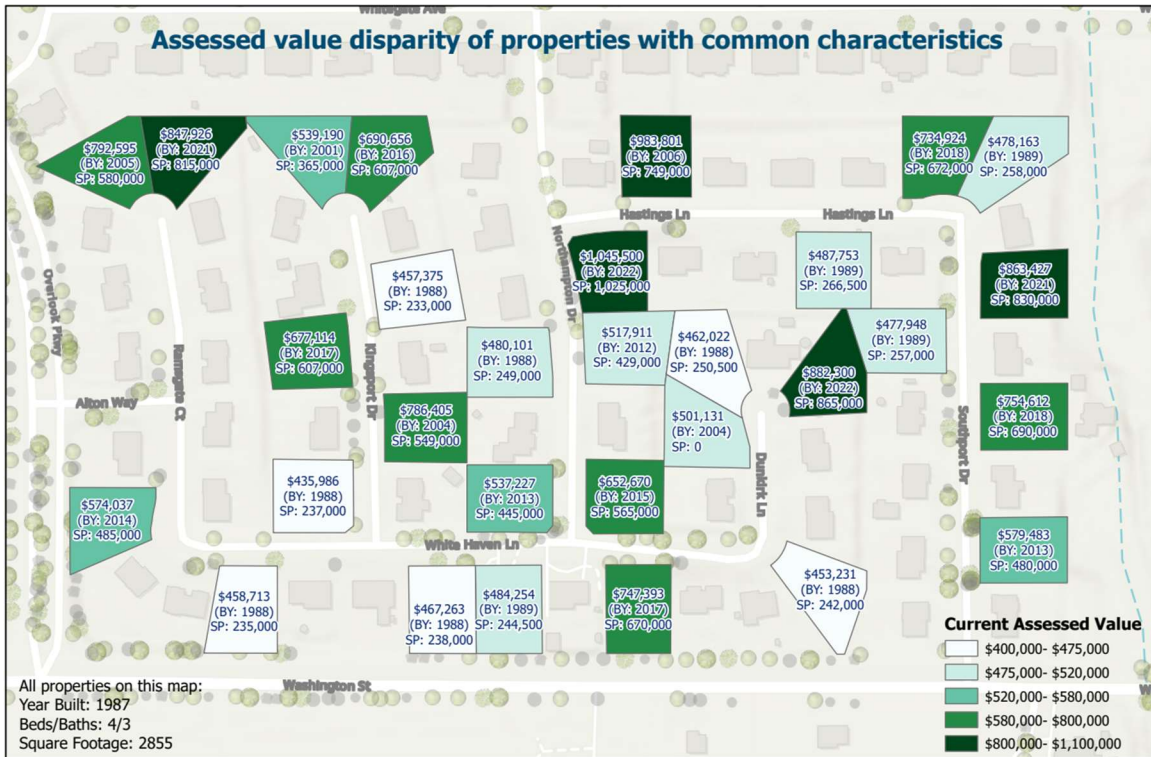 Whitegate Ave
Assessed value disparity of properties with common characteristics
$792,595
(BY: 2005)
SP: 580,000
$847,926
(BY: 2021)
SP: 815,000
$539,190
(BY: 2001)
SP: 365,000
$690,656
(BY: 2016)
SP: 607,000
$983,801
(BY: 2006)
SP: 749,000
$734,924
(BY: 2018)
SP: 672,000
$478,163
(BY: 1989)
SP: 258,000
Hastings Ln
Hastings Ln
Overlook Pkwy
Ramsgate Ct
Kingsport Dr
Northampton Dr
$457,375
(BY: 1988)
SP: 233,000
$1,045,500
(BY: 2022)
SP: 1,025,000
$487,753
(BY: 1989)
SP: 266,500
$863,427
(BY: 2021)
SP: 830,000
$677,114
(BY: 2017)
SP: 607,000
$480,101
(BY: 1988)
SP: 249,000
$517,911
(BY: 2012)
SP: 429,000
$462,022
(BY: 1988)
SP: 250,500
$882,300
(BY: 2022)
SP: 865,000
$477,948
(BY: 1989)
SP: 257,000
Alton Way
$786,405
(BY: 2004)
SP: 549,000
$501,131
(BY: 2004)
SP: 0
$754,612
(BY: 2018)
SP: 690,000
Southport Dr
Dunkirk Ln
$574,037
(BY: 2014)
SP: 485,000
$435,986
(BY: 1988)
SP: 237,000
$537,227
(BY: 2013)
SP: 445,000
$652,670
(BY: 2015)
SP: 565,000
$579,483
(BY: 2013)
SP: 480,000
White Haven Ln
$458,713
(BY: 1988)
SP: 235,000
$467,263
(BY: 1988)
SP: 238,000
$484,254
(BY: 1989)
SP: 244,500
$747,393
(BY: 2017)
SP: 670,000
$453,231
(BY: 1988)
SP: 242,000
Washington St
All properties on this map:
Year Built: 1987
Beds/Baths: 4/3
Square Footage: 2855
Current Assessed Value
$400,000- $475,000
$475,000- $520,000
$520,000- $580,000
$580,000- $800,000
$800,000- $1,100,000